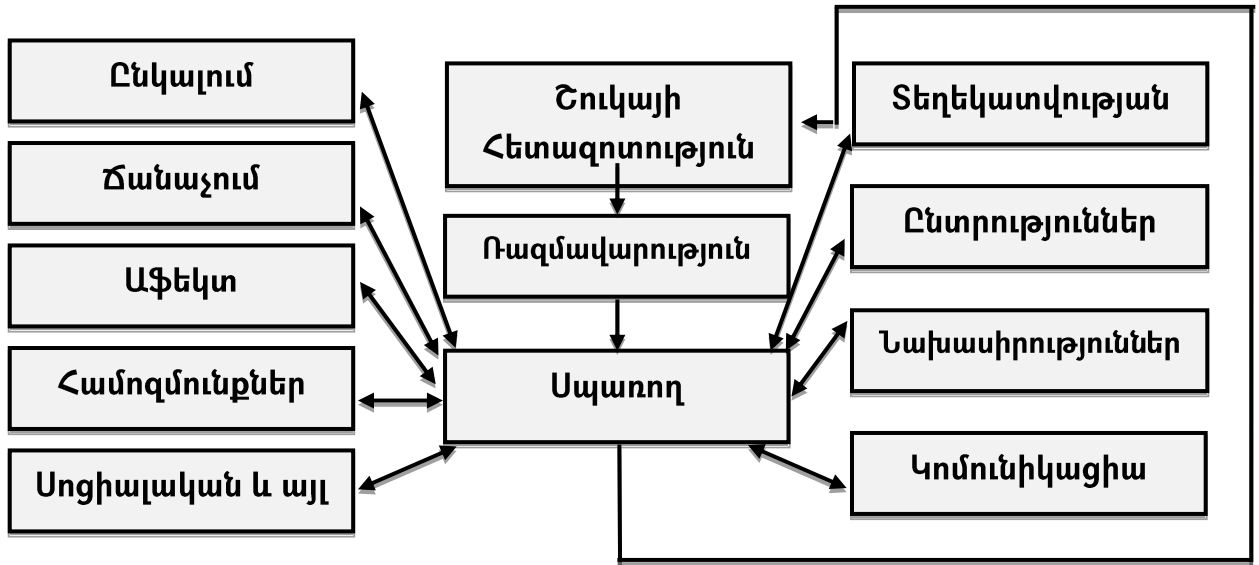 Ընկալում
Ճանաչում
Աֆեկտ
Համոզմունքներ
Սոցիալական և այլ
Շուկայի
Հետազոտություն
Ռազմավարություն
Սպառող
Տեղեկատվության
Ընտրություններ
Նախասիրություններ
Կոմունիկացիա